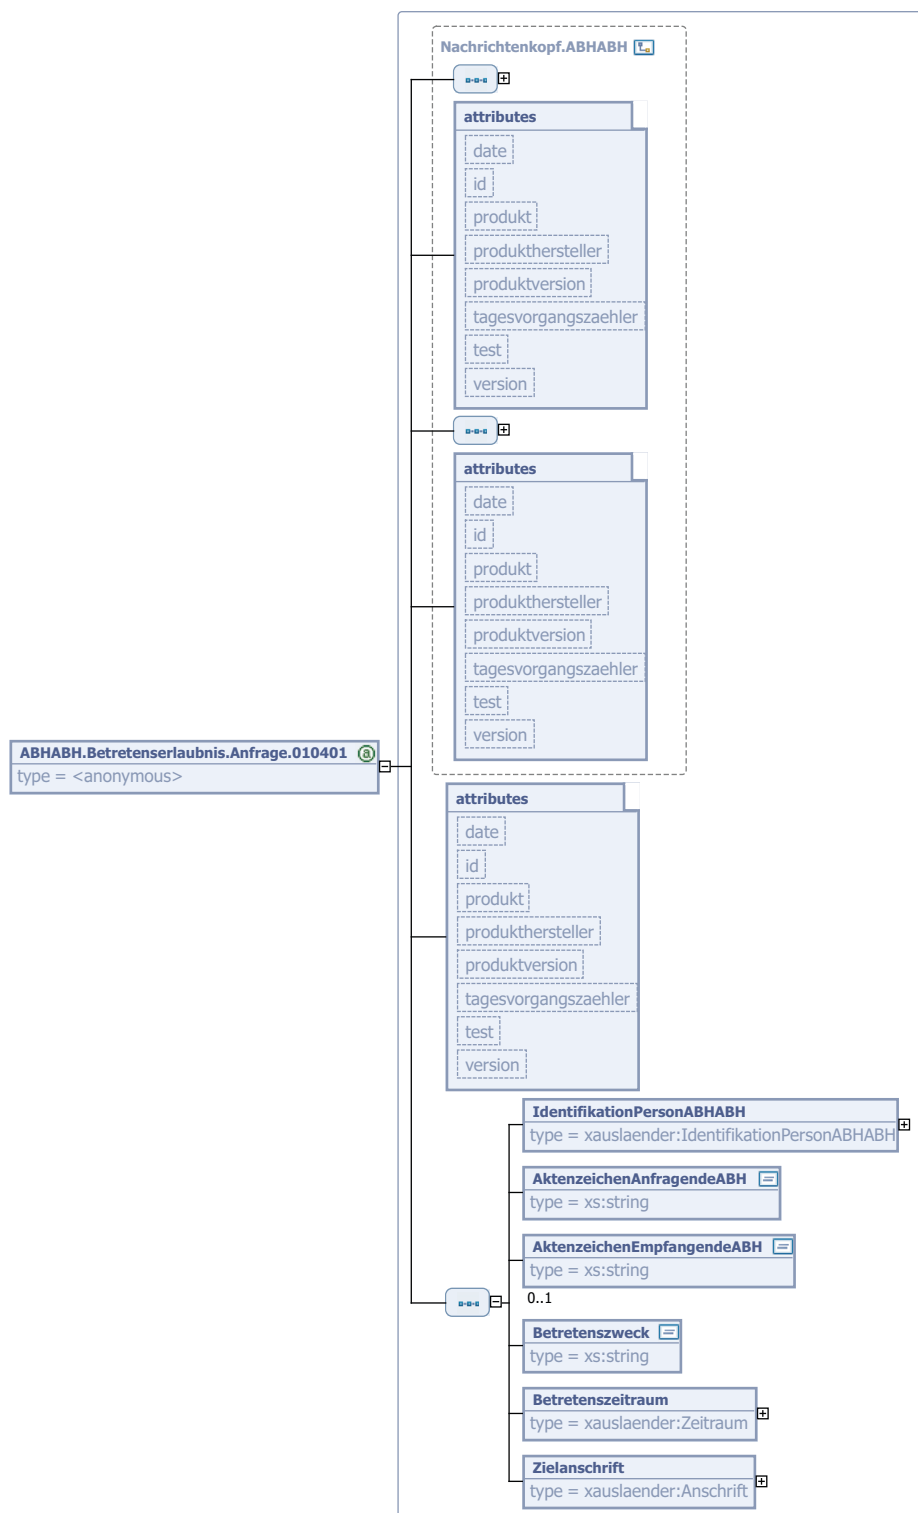 Nachrichtenkopf.ABHABH
attributes
date
id
produkt
produkthersteller
produktversion
tagesvorgangszaehler
test
version
attributes
date
id
produkt
produkthersteller
produktversion
tagesvorgangszaehler
test
version
ABHABH.Betretenserlaubnis.Anfrage.010401 @
type = <anonymous>
attributes
date
id
produkt
produkthersteller
produktversion
tagesvorgangszaehler
test
version
IdentifikationPersonABHABH
type = xauslaender:IdentifikationPersonABHABH
AktenzeichenAnfragendeABH
type = xs:string
AktenzeichenEmpfangendeABH
type = xs:string
0..1
Betretenszweck
type = xs:string
Betretenszeitraum
type = xauslaender:Zeitraum
Zielanschrift
type = xauslaender:Anschrift